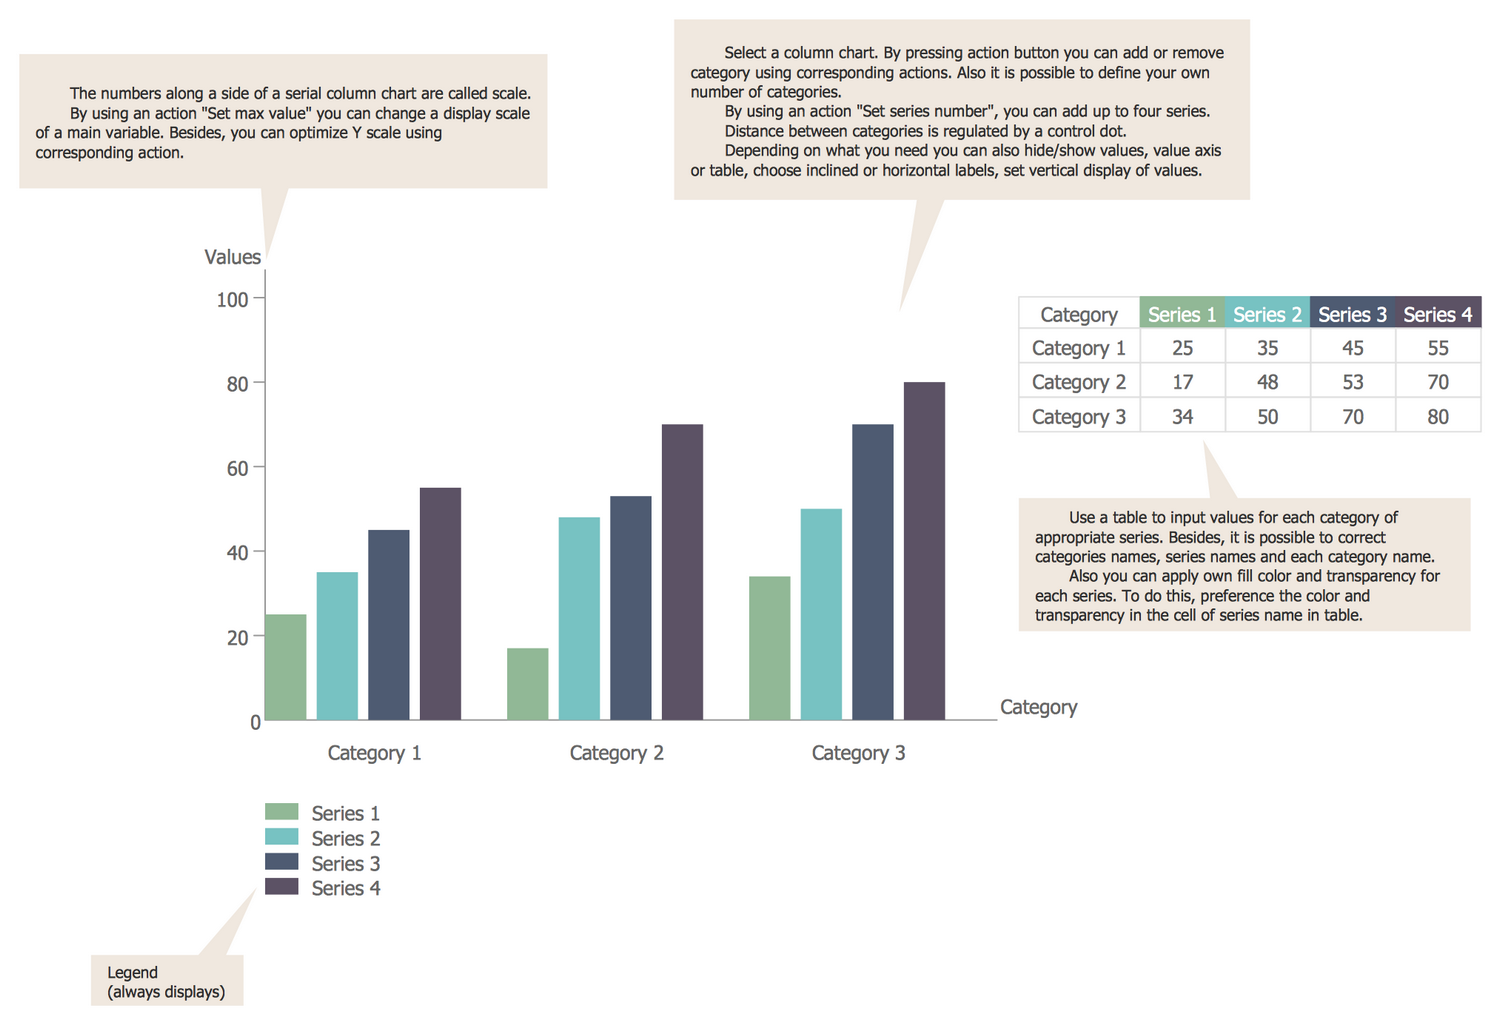 The numbers along a side of a serial column chart are called scale.
By using an action "Set max value" you can change a display scale
of a main variable. Besides, you can optimize Y scale using
corresponding action.
Select a column chart. By pressing action button you can add or remove
category using corresponding actions. Also it is possible to define your own
number of categories.
By using an action "Set series number", you can add up to four series.
Distance between categories is regulated by a control dot.
Depending on what you need you can also hide/show values, value axis
or table, choose inclined or horizontal labels, set vertical display of values.
Values
100
80
60
40
20
0
Category 1 Category 2 Category 3
Category
Category Series 1 Series 2 Series 3 Series 4
Category 1 25 35 45 55
Category 2 17 48 53 70
Category 3 34 50 70 80
Use a table to input values for each category of
appropriate series. Besides, it is possible to correct
categories names, series names and each category name.
Also you can apply own fill color and transparency for
each series. To do this, preference the color and
transparency in the cell of series name in table.
Series 1
Series 2
Series 3
Series 4
Legend
(always displays)